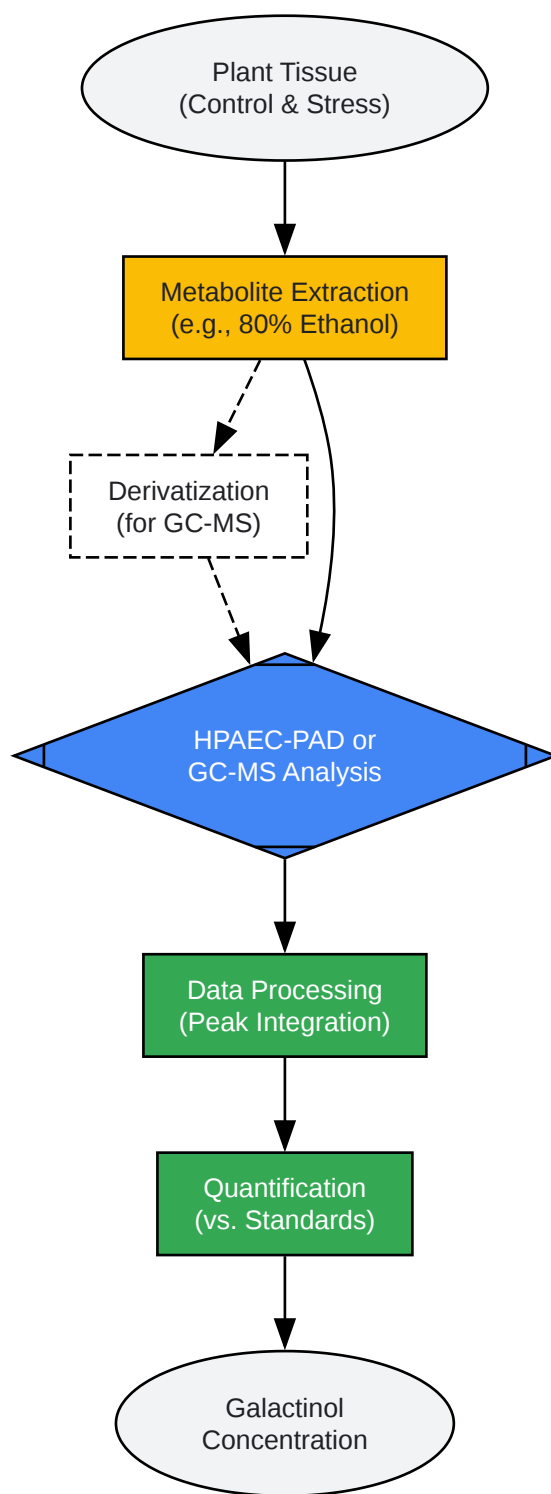 Plant Tissue
(Control & Stress)
Metabolite Extraction
(e.g., 80% Ethanol)
Derivatization
(for GC-MS)
HPAEC-PAD or
GC-MS Analysis
Data Processing
(Peak Integration)
Quantification
(vs. Standards)
Galactinol
Concentration